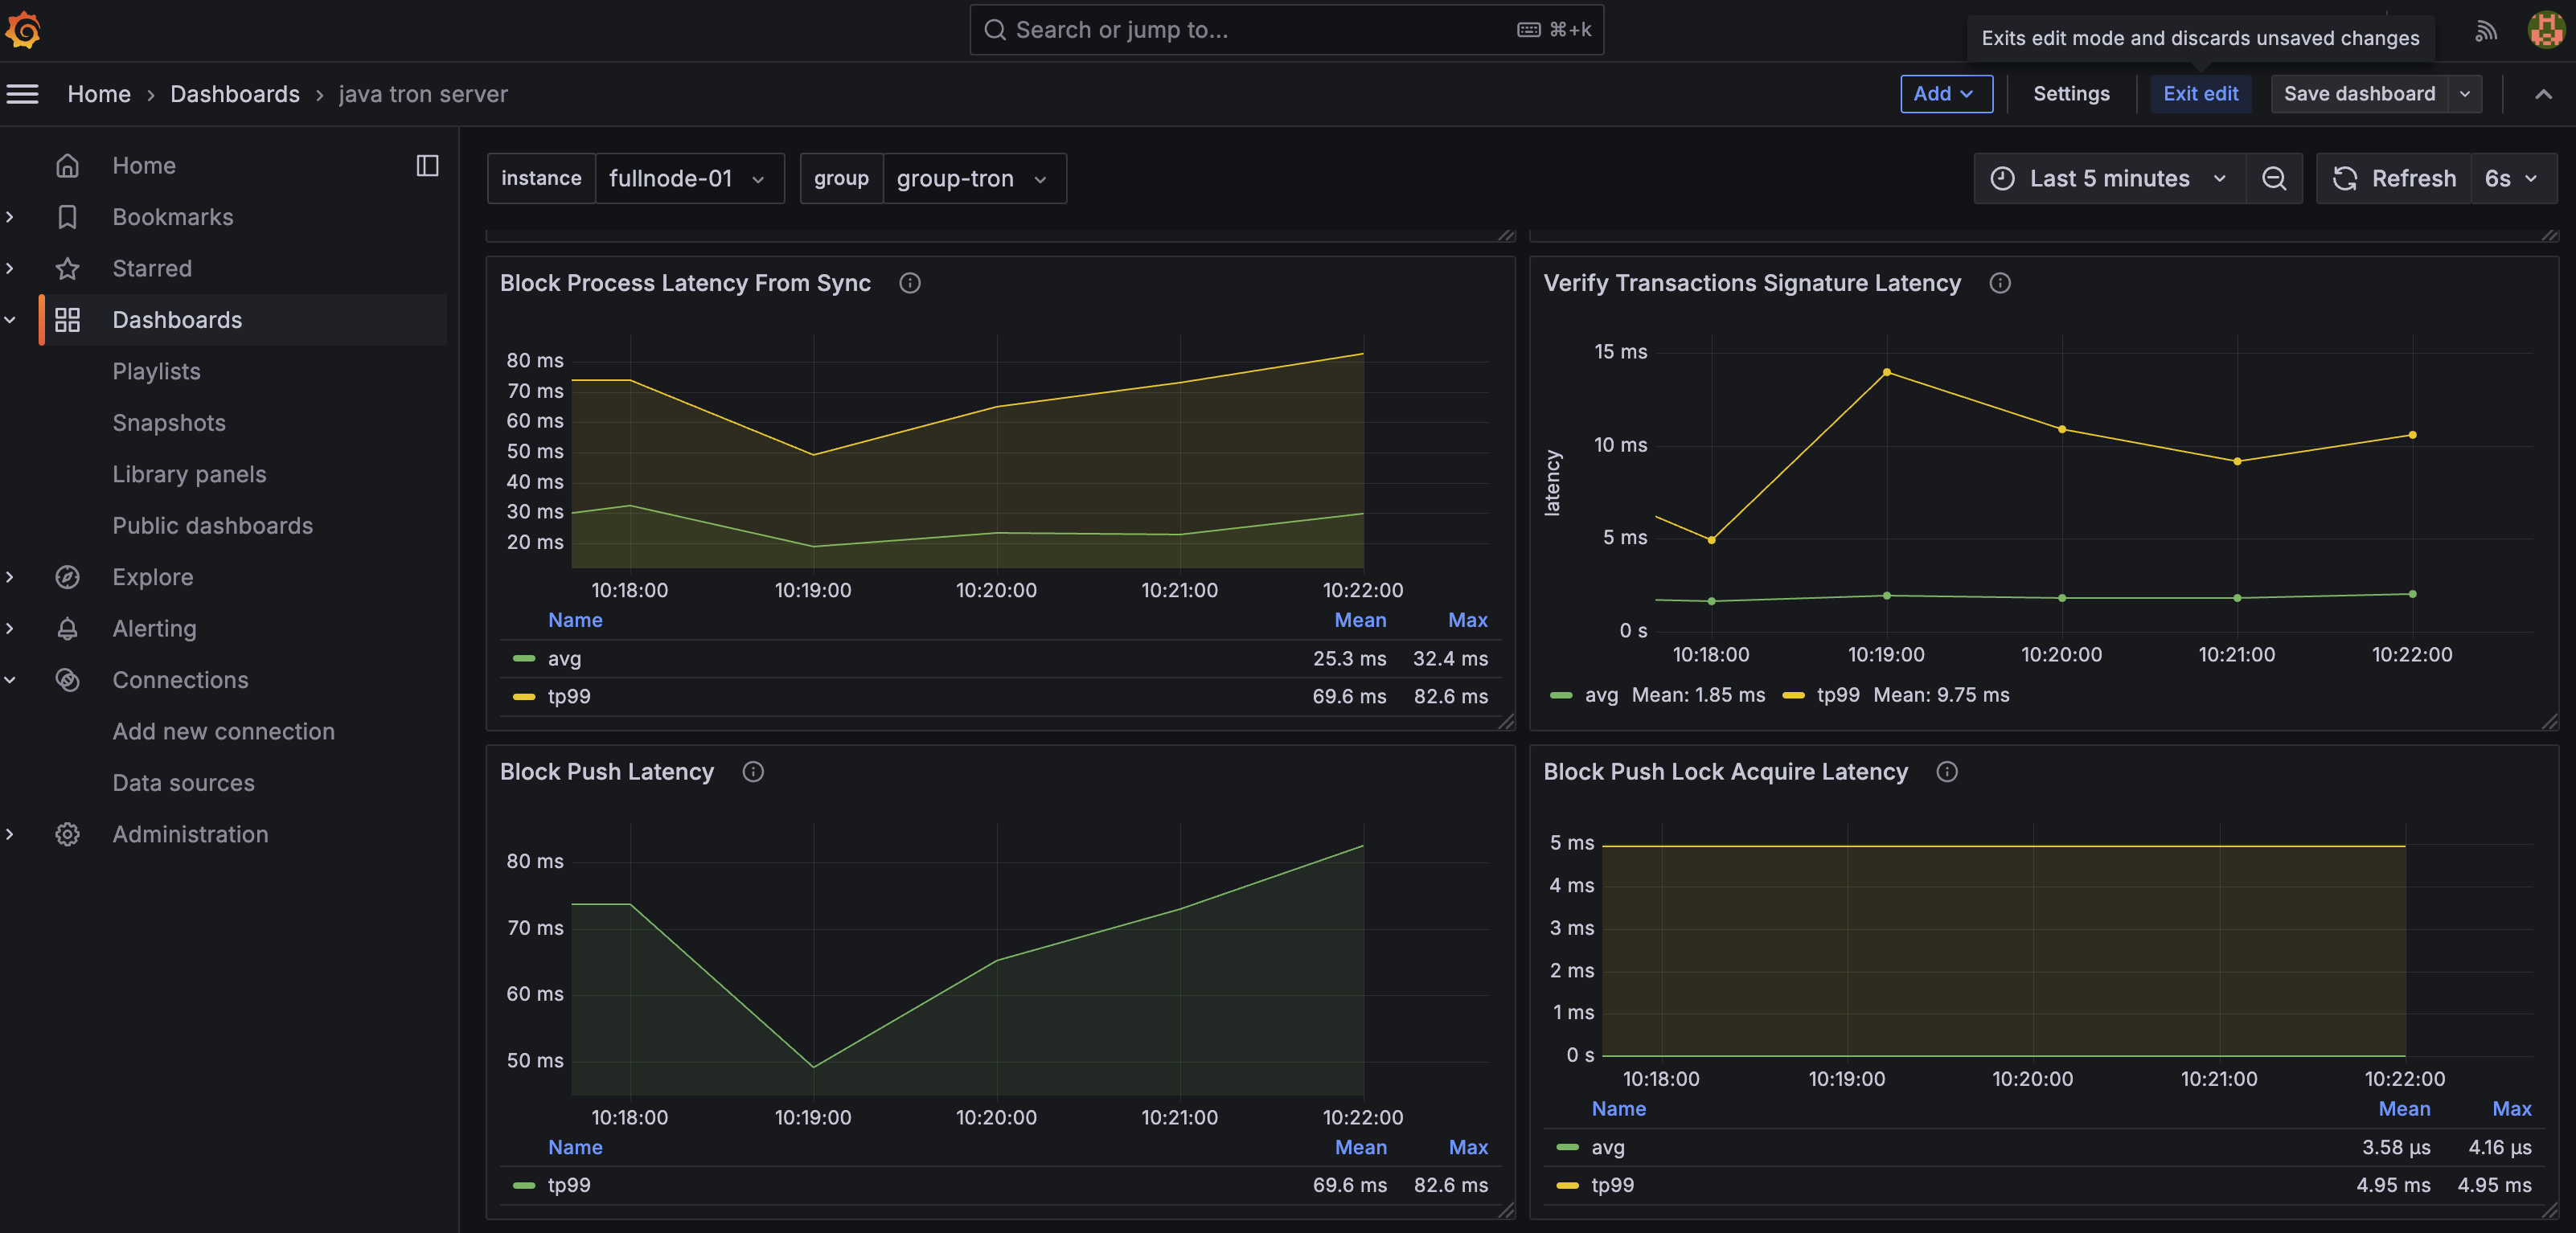 Search or jump to...
⌘+k
Exits edit mode and discards unsaved changes
Home › Dashboards › java tron server
Add
Settings
Exit edit
Save dashboard
Home
Bookmarks
Starred
Dashboards
Playlists
Snapshots
Library panels
Public dashboards
Explore
Alerting
Connections
Add new connection
Data sources
Administration
instance fullnode-01
group group-tron
Last 5 minutes
Refresh 6s
Block Process Latency From Sync
80 ms
70 ms
60 ms
50 ms
40 ms
30 ms
20 ms
10:18:00 10:19:00 10:20:00 10:21:00 10:22:00
Name Mean Max
avg 25.3 ms 32.4 ms
tp99 69.6 ms 82.6 ms
Verify Transactions Signature Latency
latency
15 ms
10 ms
5 ms
0 s
10:18:00 10:19:00 10:20:00 10:21:00 10:22:00
avg Mean: 1.85 ms tp99 Mean: 9.75 ms
Block Push Latency
80 ms
70 ms
60 ms
50 ms
10:18:00 10:19:00 10:20:00 10:21:00 10:22:00
Name Mean Max
tp99 69.6 ms 82.6 ms
Block Push Lock Acquire Latency
5 ms
4 ms
3 ms
2 ms
1 ms
0 s
10:18:00 10:19:00 10:20:00 10:21:00 10:22:00
Name Mean Max
avg 3.58 µs 4.16 µs
tp99 4.95 ms 4.95 ms